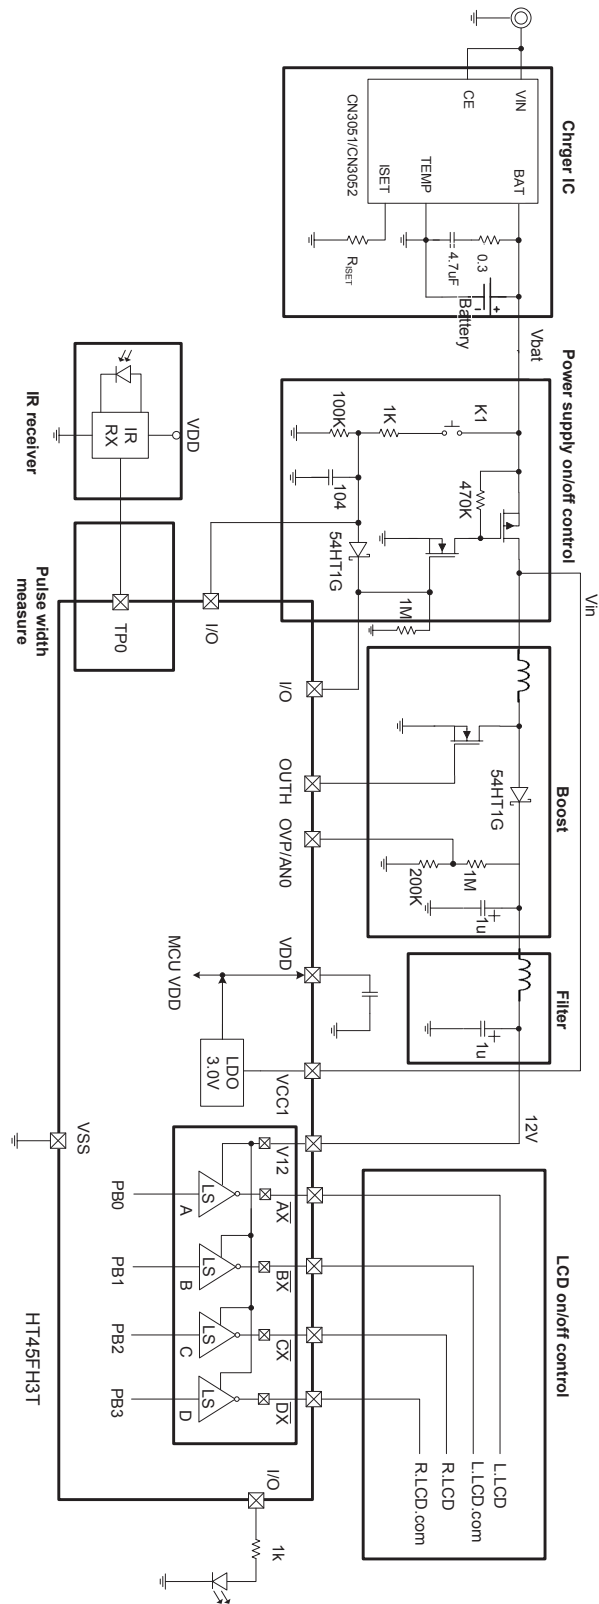 Chrger IC
VIN
CE
BAT
TEMP
ISET
CN3051/CN3052
RISET
4.7uF
0.3
Battery
+
-
Vbat
Power supply on/off control
K1
1K
100K
104
470K
54HT1G
1M
Vin
IR receiver
VDD
IR
RX
Pulse width
measure
TP0
I/O
I/O
Boost
54HT1G
1M
200K
1u
+
OUTH
OVP/AN0
Filter
1u
+
VDD
MCU VDD
LDO
3.0V
VCC1
12V
VSS
V12
AX
BX
CX
DX
LS
A
LS
B
LS
C
LS
D
PB0
PB1
PB2
PB3
HT45FH3T
LCD on/off control
L.LCD
L.LCD.com
R.LCD
R.LCD.com
I/O
1k